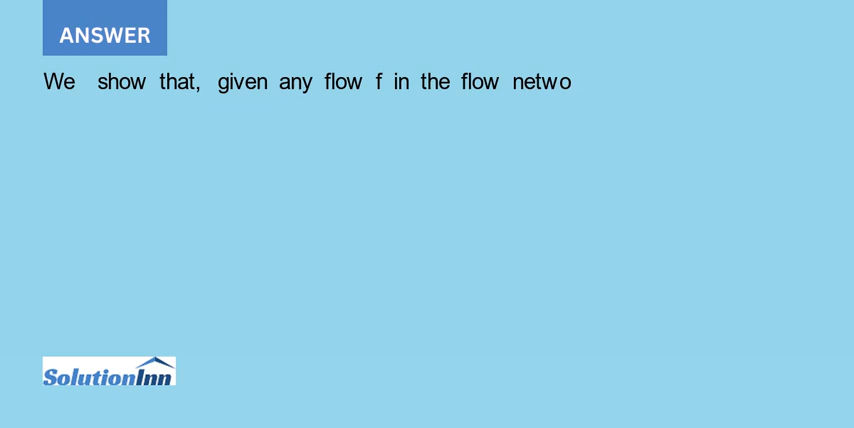 ANSWER
We show that, given any flow f in the flow netwo
SolutionInn